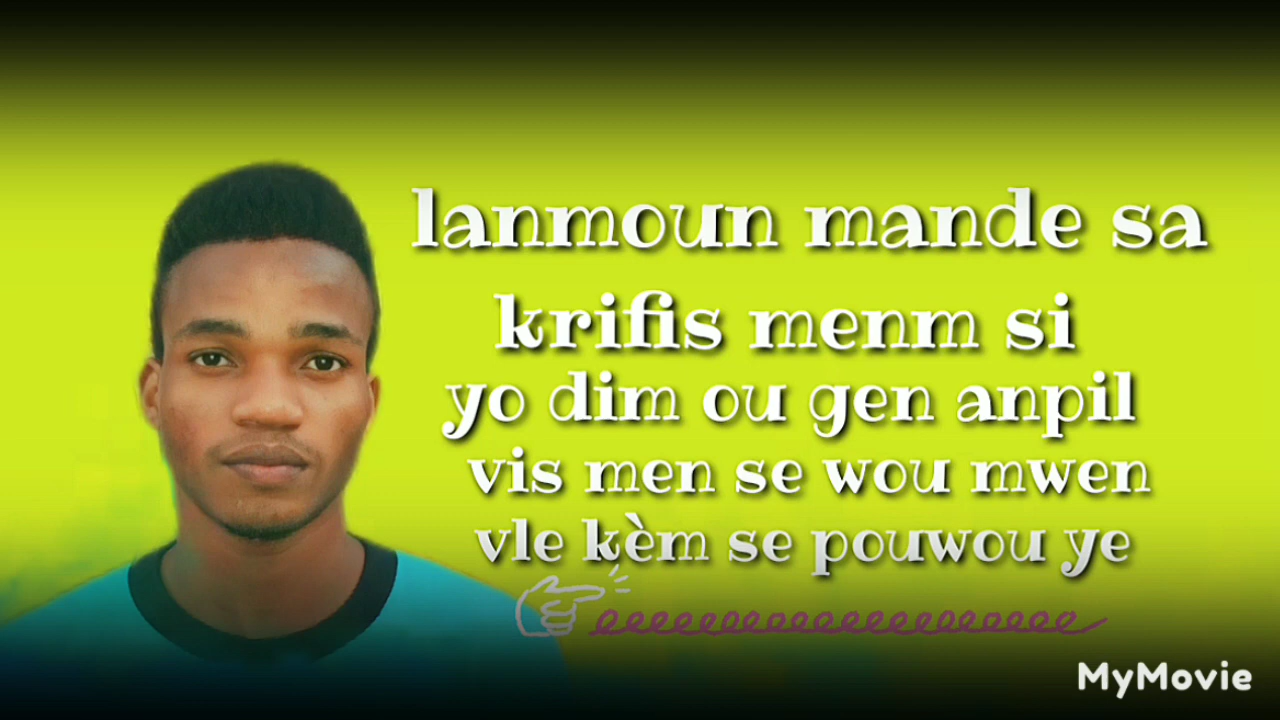 lanmoun mande sa
krifis menm si
yo dim ou gen anpil
vis men se wou mwen
vle kèm se pouwou ye
MyMovie